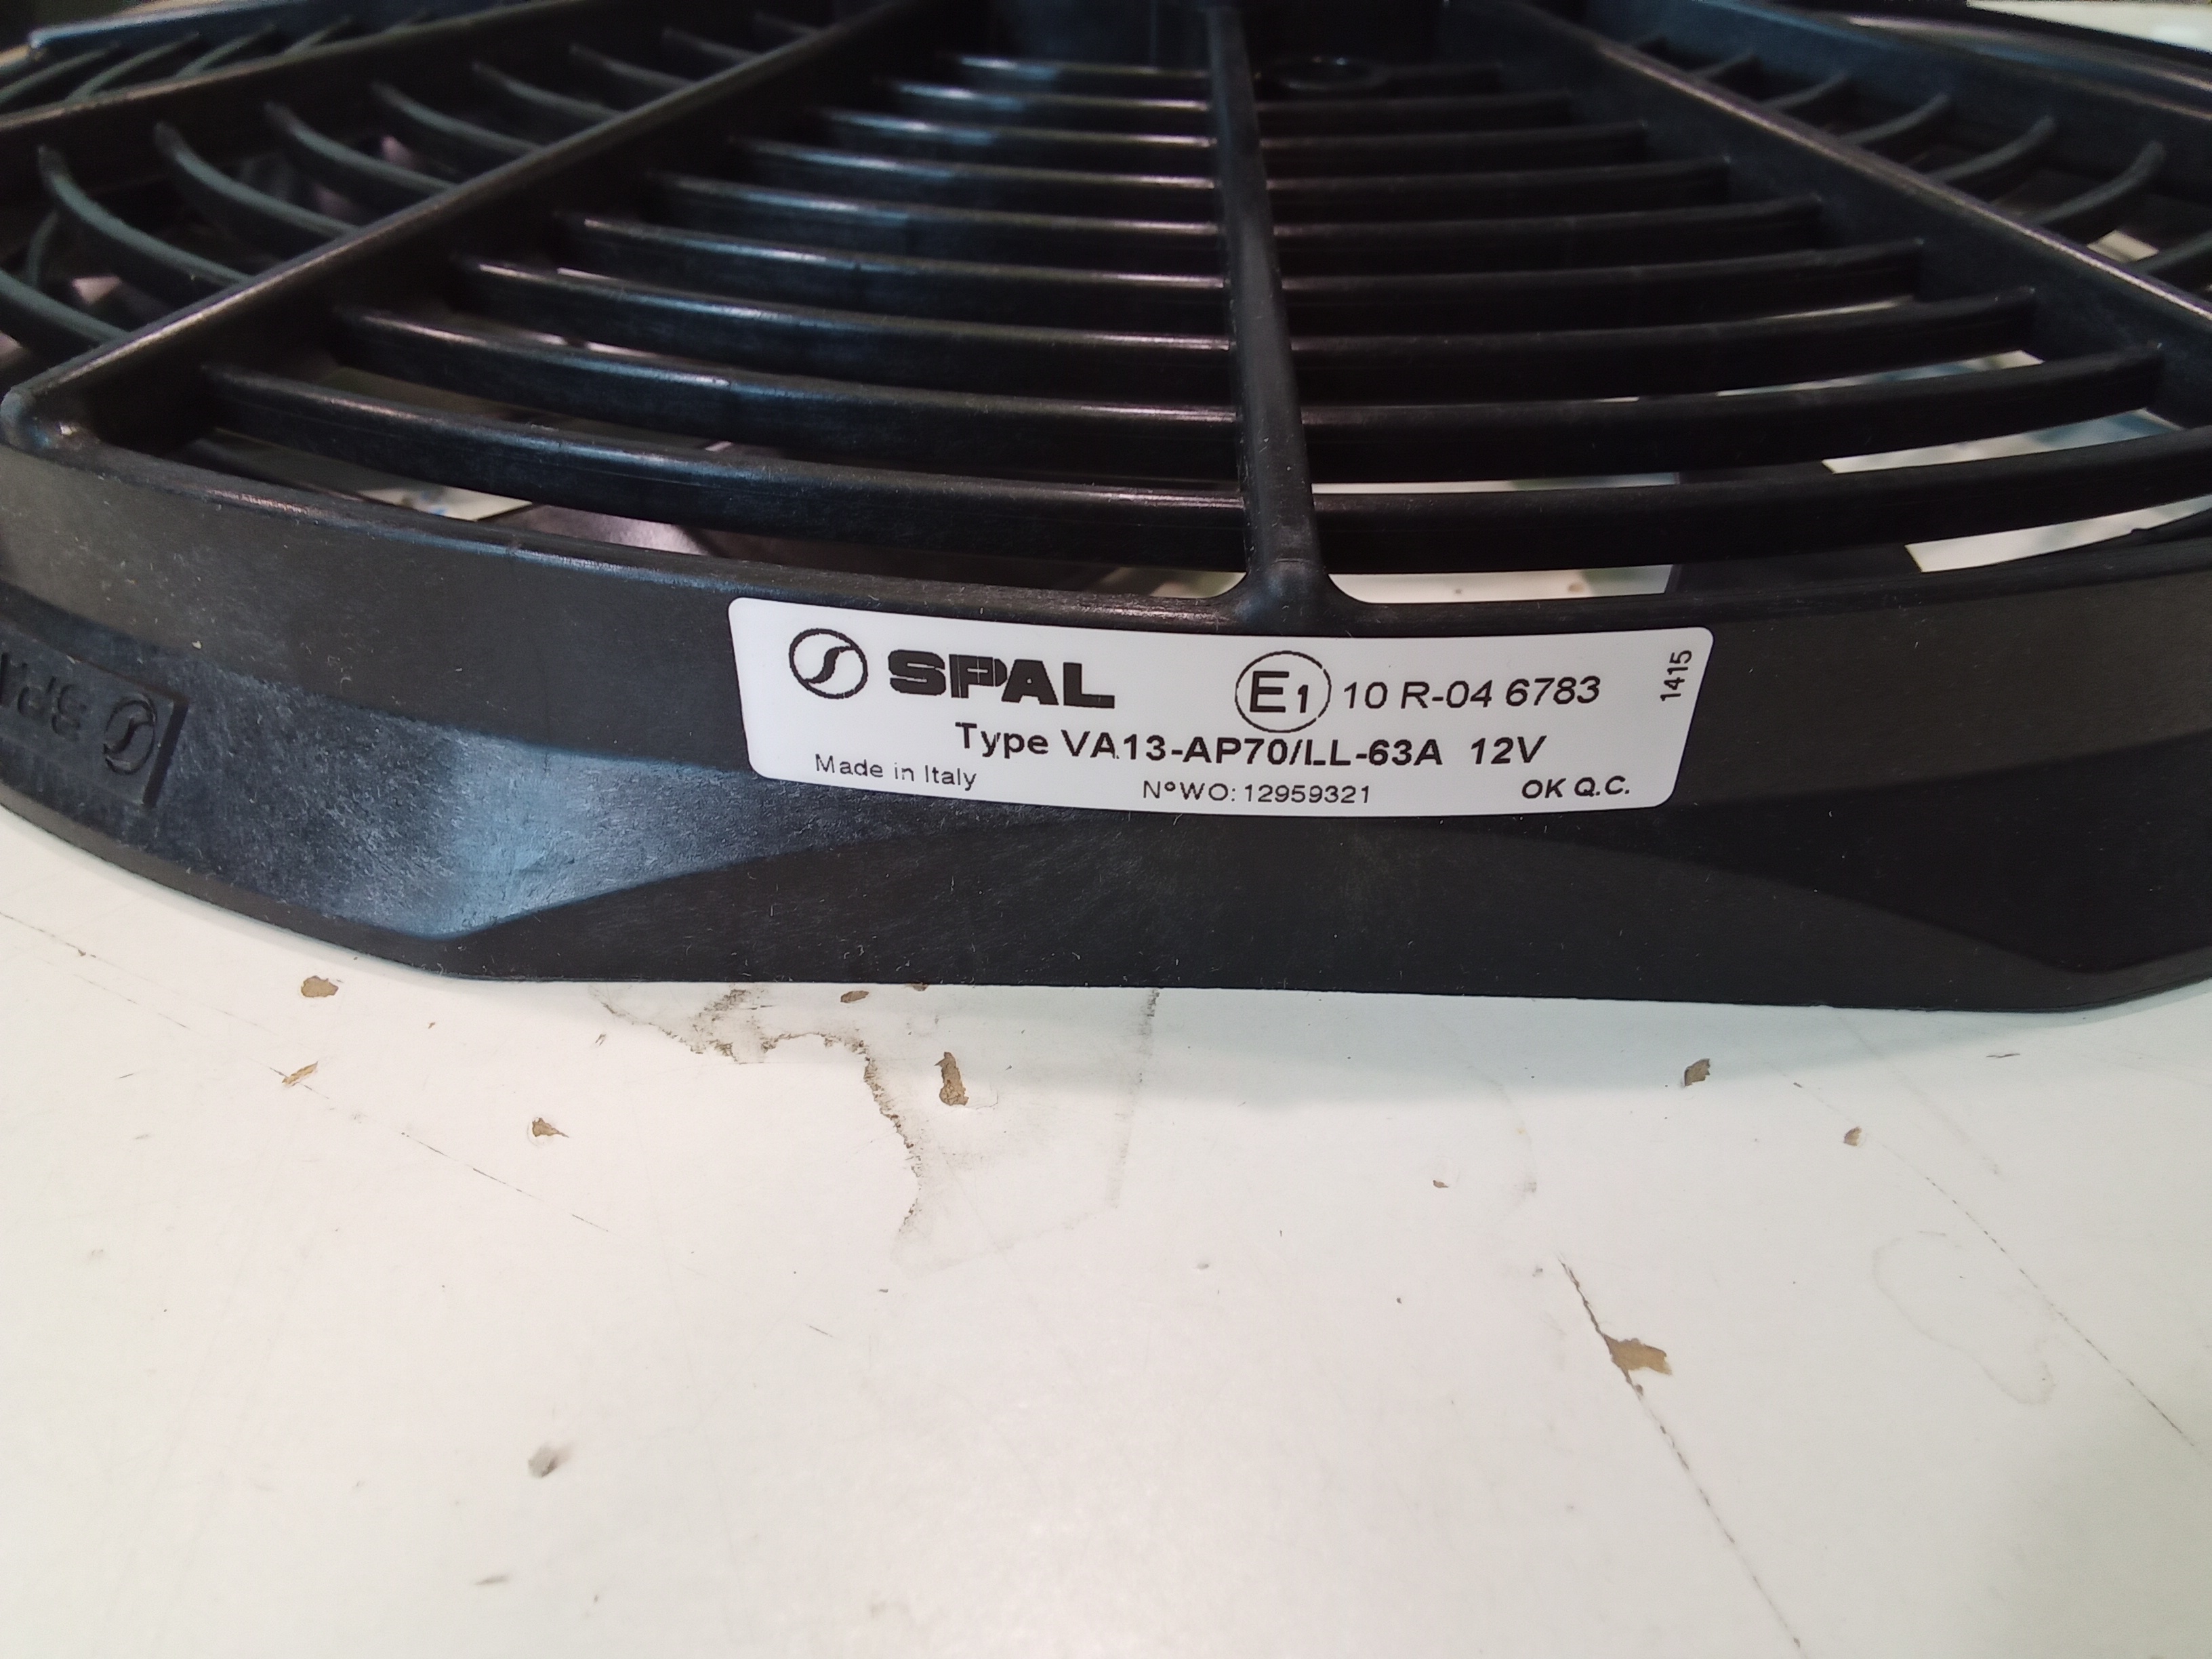 SPAL E1 10 R-04 6783 1415
Type VA13-AP70/LL-63A 12V
Made in Italy N°WO: 12959321 OK Q.C.